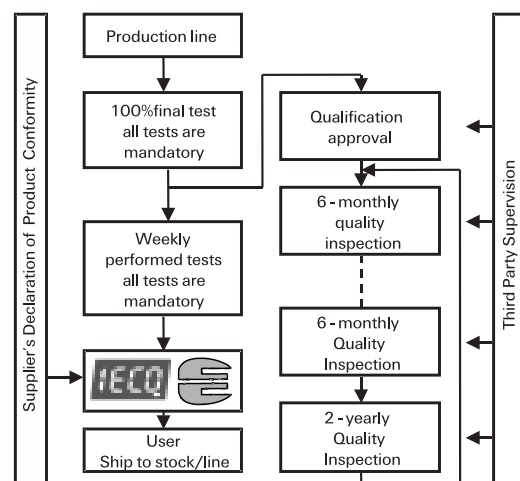 Supplier's Declaration of Product Conformity
Production line
100%final test
all tests are
mandatory
Weekly
performed tests
all tests are
mandatory
IECQ
User
Ship to stock/line
Qualification
approval
6 - monthly
quality
inspection
6 - monthly
Quality
Inspection
2 - yearly
Quality
Inspection
Third Party Supervision